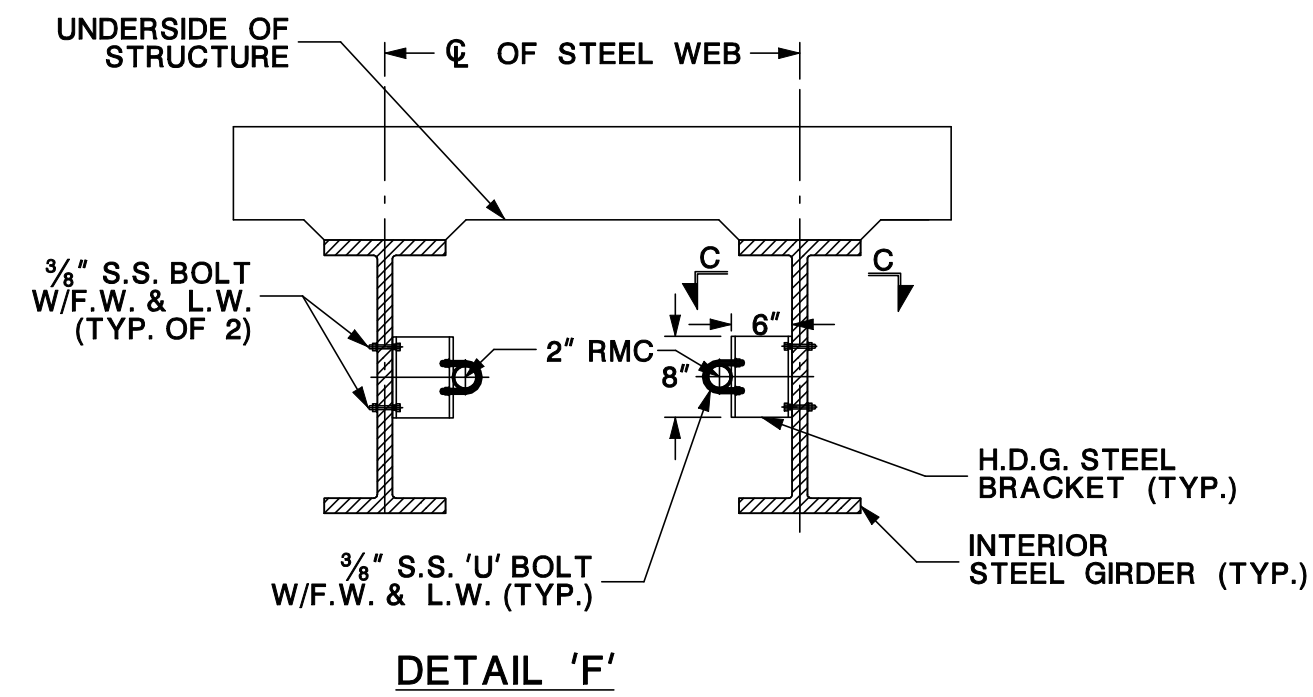 UNDERSIDE OF
STRUCTURE
℄ OF STEEL WEB
3/8" S.S. BOLT
W/F.W. & L.W.
(TYP. OF 2)
C
C
6"
2" RMC
8"
H.D.G. STEEL
BRACKET (TYP.)
INTERIOR
STEEL GIRDER (TYP.)
3/8" S.S. 'U' BOLT
W/F.W. & L.W. (TYP.)
DETAIL 'F'